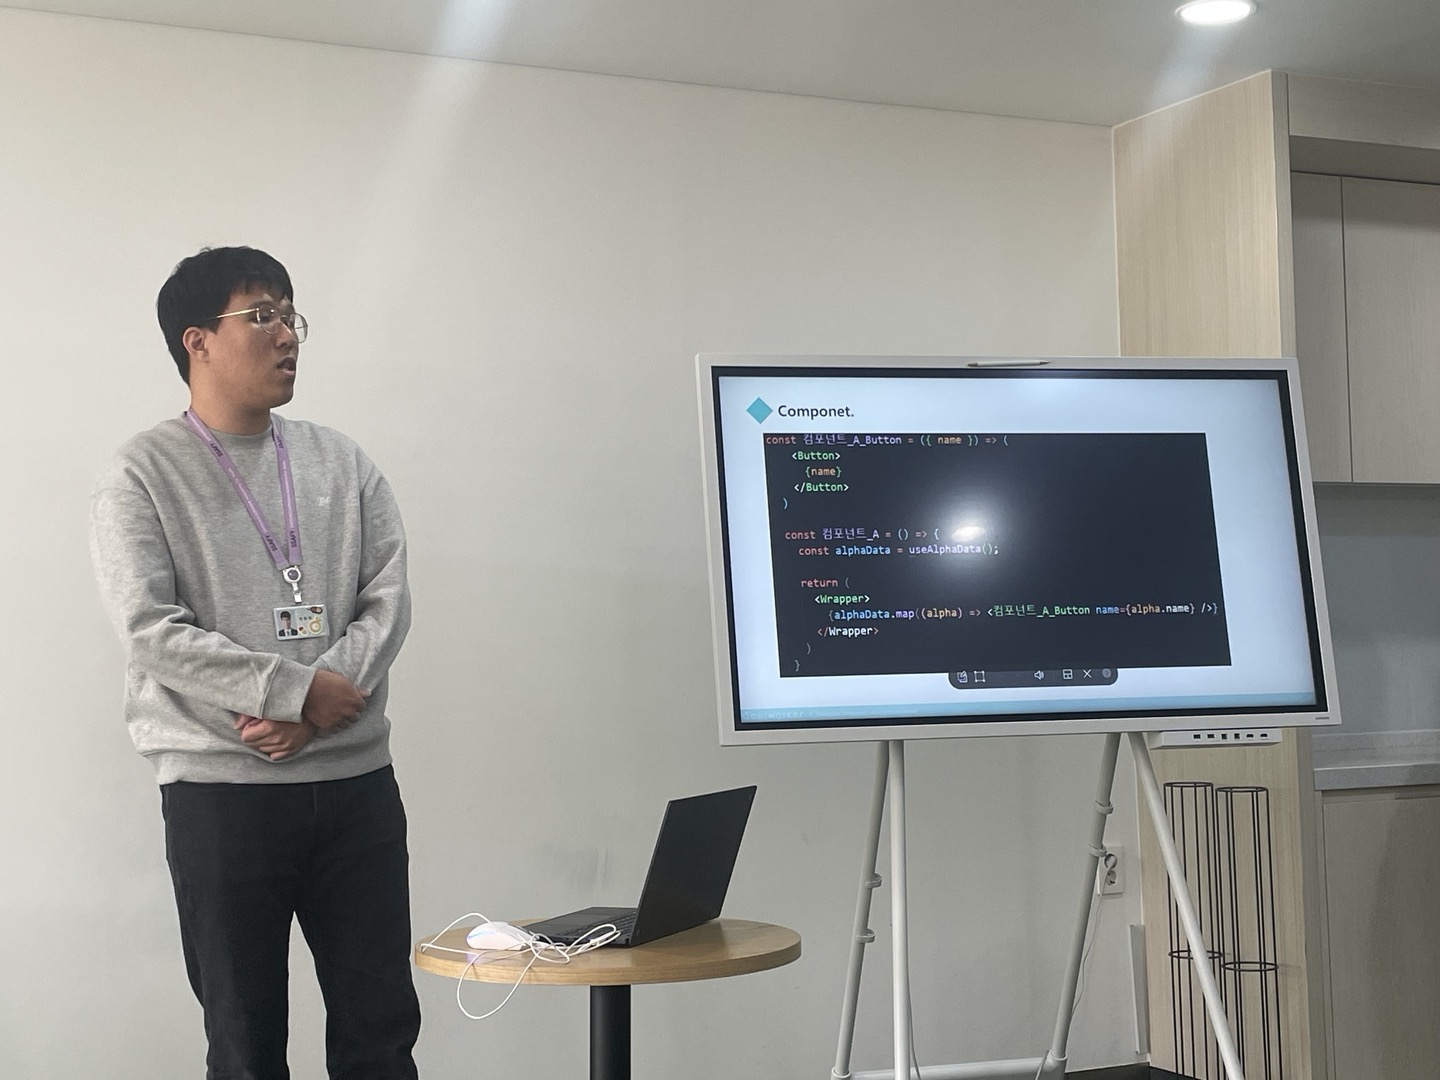 Componet.
const 컴포넌트_A_Button = ({ name }) => (
<Button>
{name}
</Button>
)
const 컴포넌트_A = () => {
const alphaData = useAlphaData();
return (
<Wrapper>
{alphaData.map((alpha) => <컴포넌트_A_Button name={alpha.name} />}
</Wrapper>
)
}
SSAFY
SSAFY